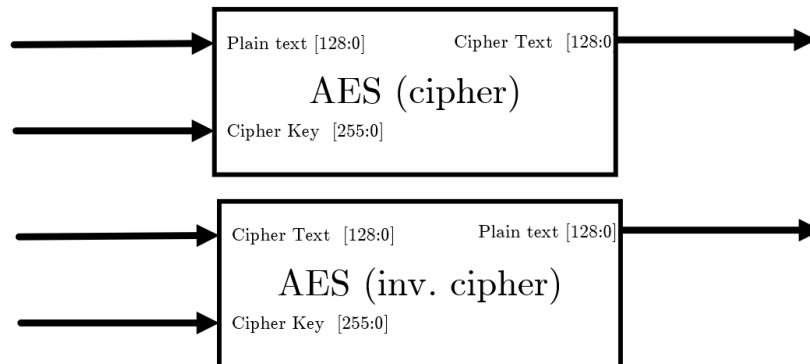 Plain text [128:0] Cipher Text [128:0
AES (cipher)
Cipher Key [255:0]
Cipher Text [128:0] Plain text [128:0]
AES (inv. cipher)
Cipher Key [255:0]